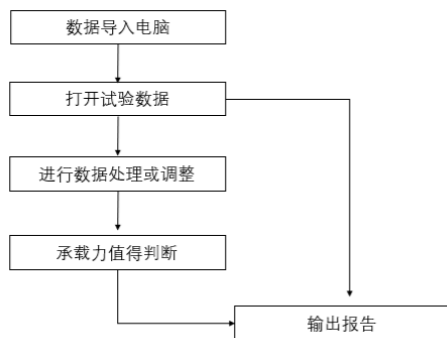 数据导入电脑
打开试验数据
进行数据处理或调整
承载力值得判断
输出报告